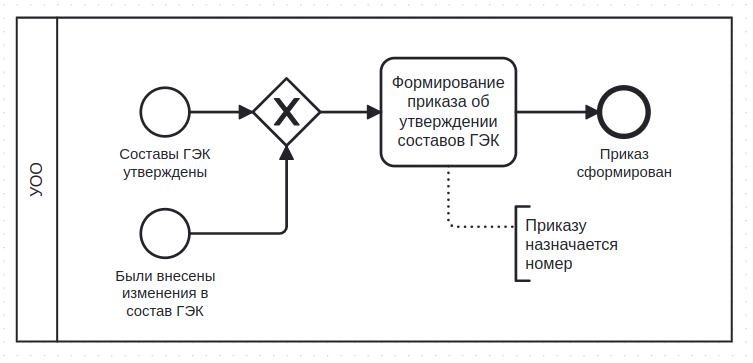 УОО
Составы ГЭК
утверждены
Были внесены
изменения в
состав ГЭК
Формирование
приказа об
утверждении
составов ГЭК
Приказу
назначается
номер
Приказ
сформирован